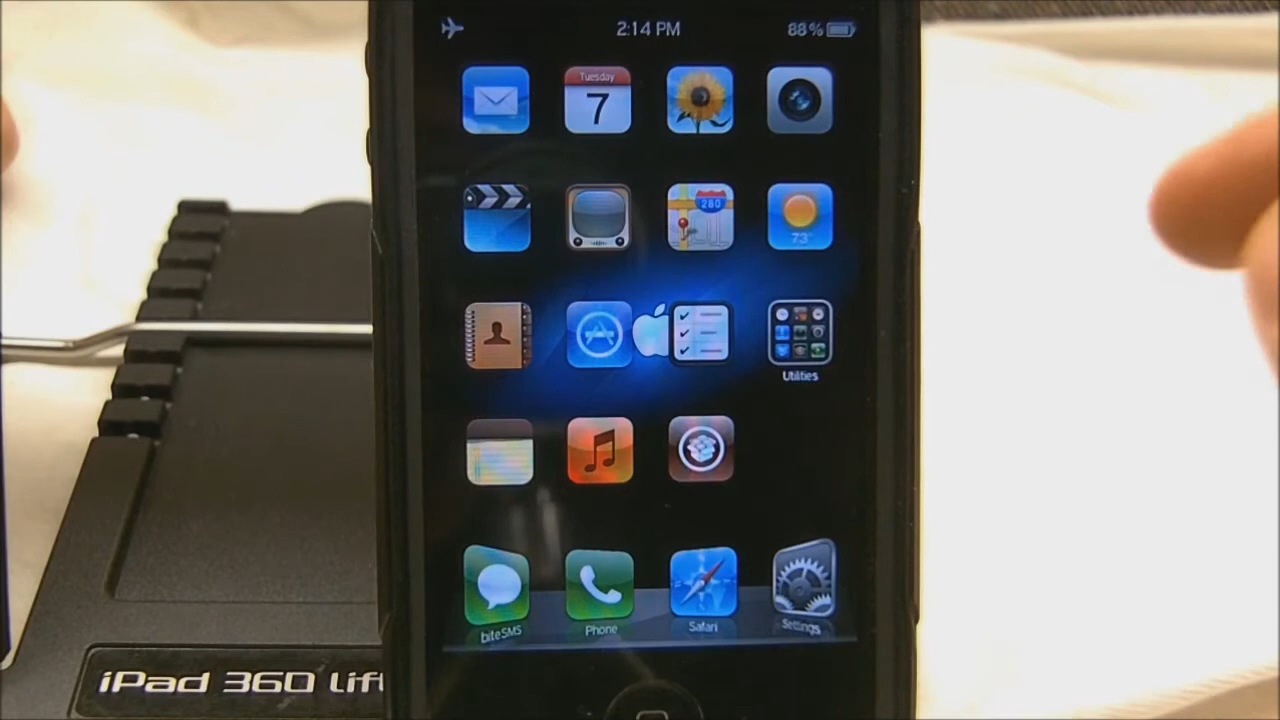 2:14 PM 88%
Tuesday
7
280
73°
Utilities
biteSMS Phone Safari Settings
iPad 360 lift